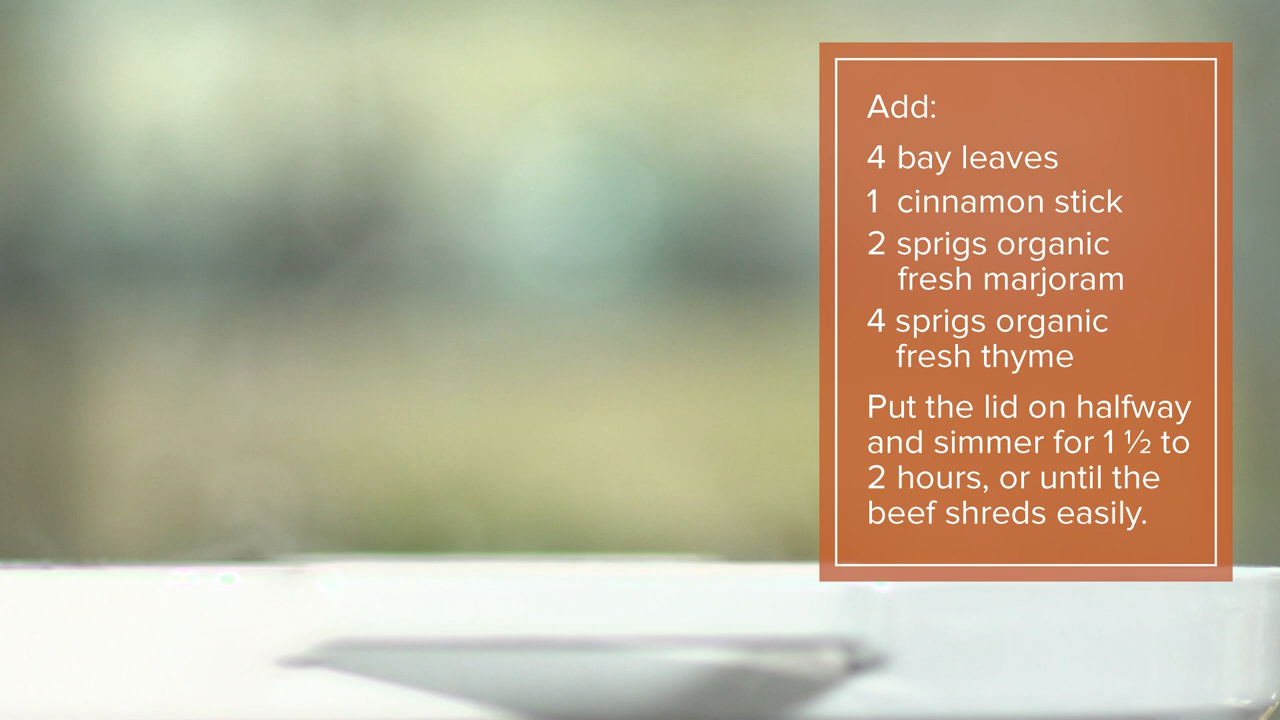 Add:
4 bay leaves
1 cinnamon stick
2 sprigs organic
fresh marjoram
4 sprigs organic
fresh thyme
Put the lid on halfway
and simmer for 1 ½ to
2 hours, or until the
beef shreds easily.